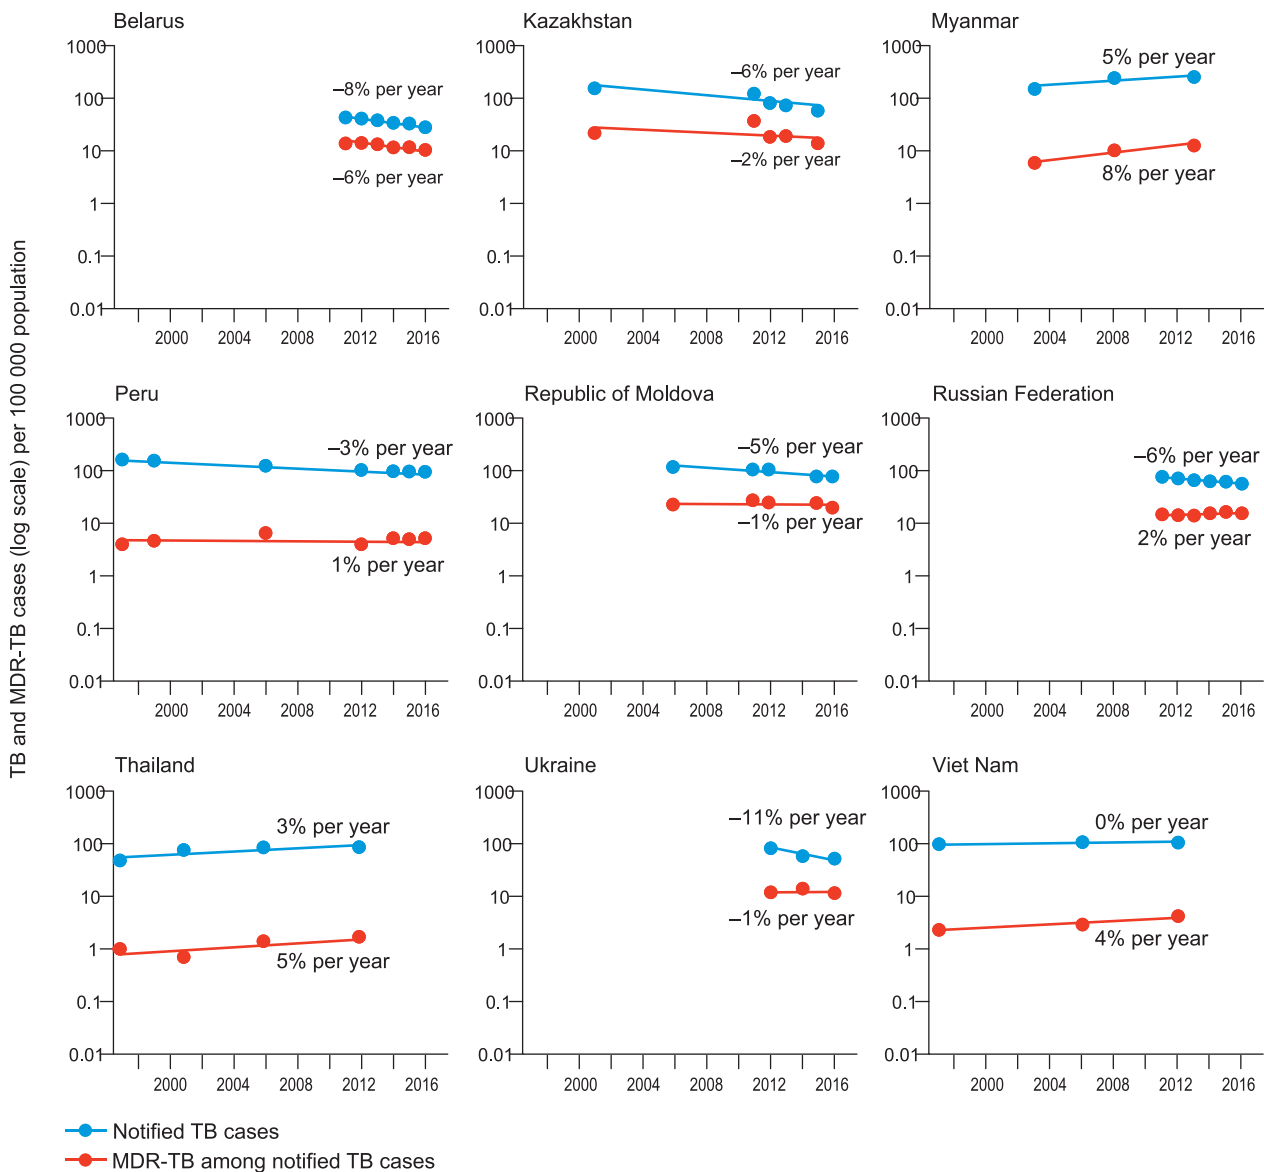 TB and MDR-TB cases (log scale) per 100 000 population
Belarus
1000
100
10
1
0.1
0.01
–8% per year
–6% per year
2000 2004 2008 2012 2016
Kazakhstan
1000
100
10
1
0.1
0.01
–6% per year
–2% per year
2000 2004 2008 2012 2016
Myanmar
1000
100
10
1
0.1
0.01
5% per year
8% per year
2000 2004 2008 2012 2016
Peru
1000
100
10
1
0.1
0.01
–3% per year
1% per year
2000 2004 2008 2012 2016
Republic of Moldova
1000
100
10
1
0.1
0.01
–5% per year
–1% per year
2000 2004 2008 2012 2016
Russian Federation
1000
100
10
1
0.1
0.01
–6% per year
2% per year
2000 2004 2008 2012 2016
Thailand
1000
100
10
1
0.1
0.01
3% per year
5% per year
2000 2004 2008 2012 2016
Ukraine
1000
100
10
1
0.1
0.01
–11% per year
–1% per year
2000 2004 2008 2012 2016
Viet Nam
1000
100
10
1
0.1
0.01
0% per year
4% per year
2000 2004 2008 2012 2016
Notified TB cases
MDR-TB among notified TB cases